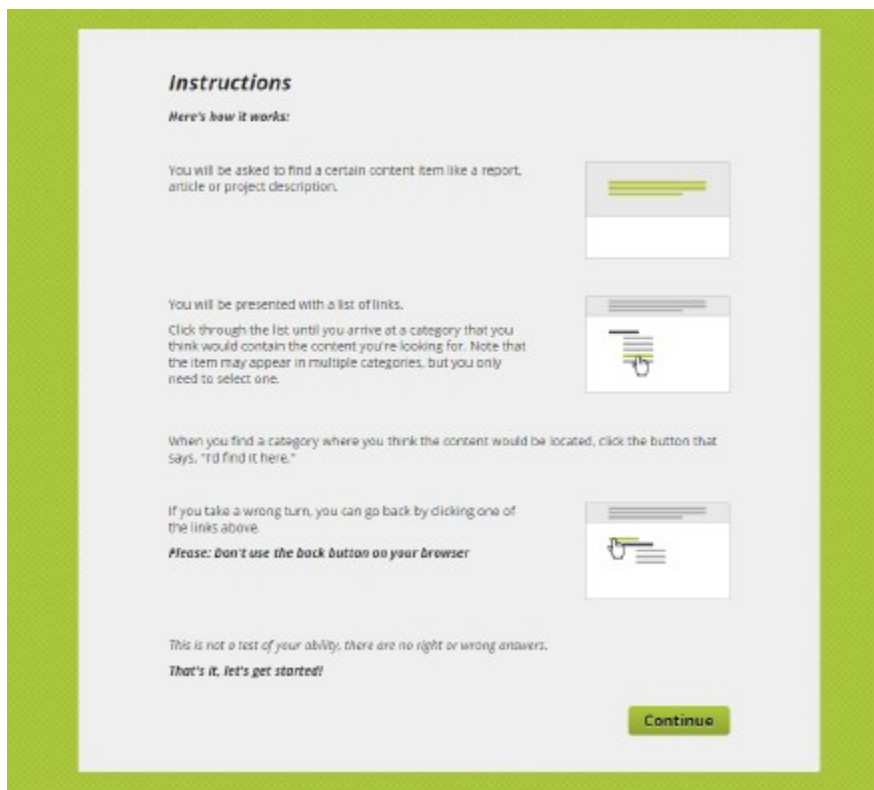 Instructions
Here's how it works:
You will be asked to find a certain content item like a report,
article or project description.
You will be presented with a list of links.
Click through the list until you arrive at a category that you
think would contain the content you're looking for. Note that
the item may appear in multiple categories, but you only
need to select one.
When you find a category where you think the content would be located, click the button that
says, "I'd find it here."
If you take a wrong turn, you can go back by clicking one of
the links above.
Please: Don't use the back button on your browser
This is not a test of your ability, there are no right or wrong answers.
That's it, let's get started!
Continue